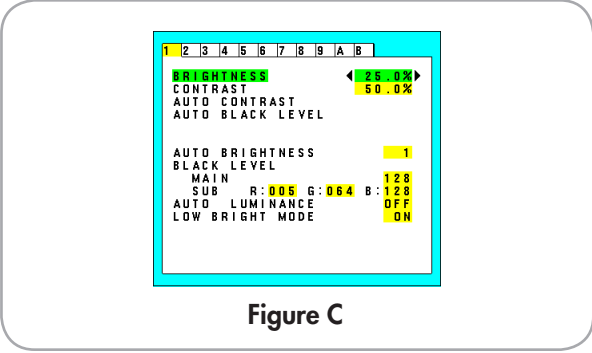 1 2 3 4 5 6 7 8 9 A B
BRIGHTNESS 25.0%
CONTRAST 50.0%
AUTO CONTRAST
AUTO BLACK LEVEL
AUTO BRIGHTNESS 1
BLACK LEVEL
MAIN 128
SUB R:005 G:064 B:128
AUTO LUMINANCE OFF
LOW BRIGHT MODE ON
Figure C